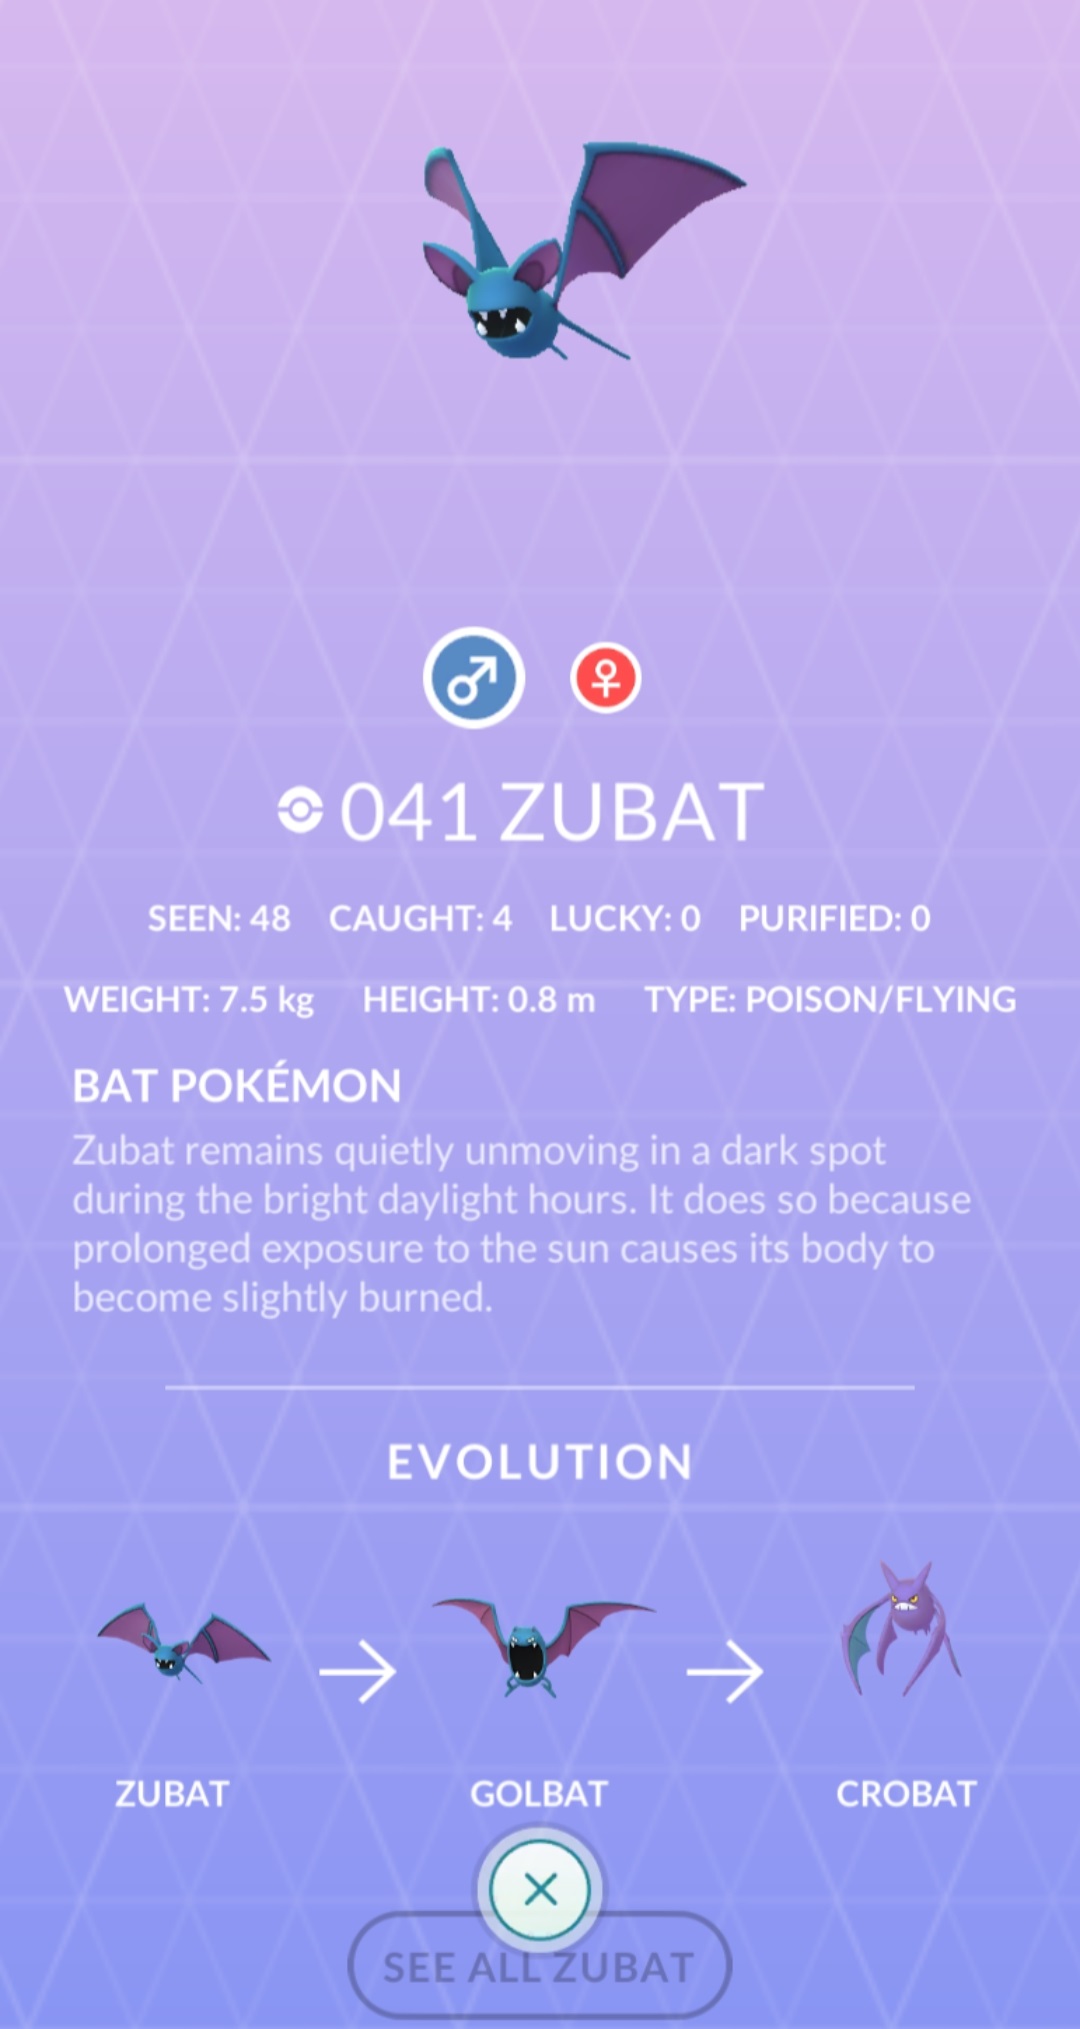 041 ZUBAT
SEEN: 48 CAUGHT: 4 LUCKY: 0 PURIFIED: 0
WEIGHT: 7.5 kg HEIGHT: 0.8 m TYPE: POISON/FLYING
BAT POKÉMON
Zubat remains quietly unmoving in a dark spot
during the bright daylight hours. It does so because
prolonged exposure to the sun causes its body to
become slightly burned.
EVOLUTION
ZUBAT GOLBAT CROBAT
SEE ALL ZUBAT